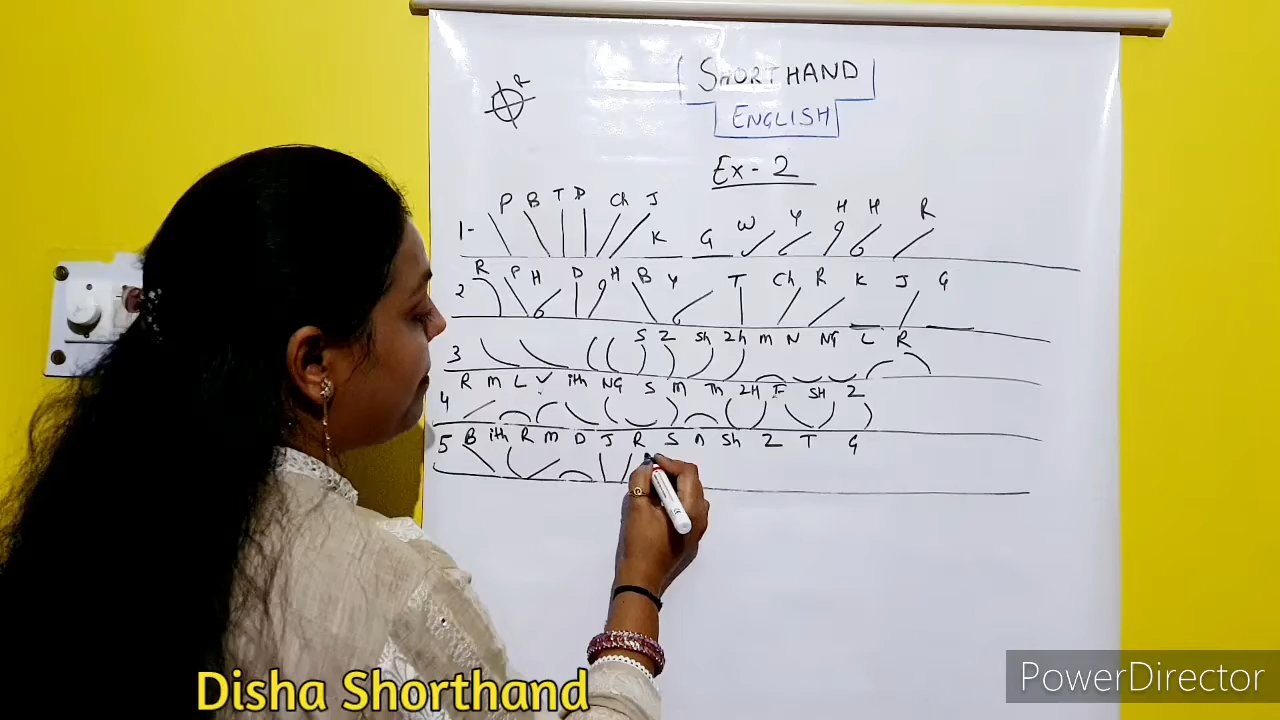 SHORTHAND
ENGLISH
R
Ex - 2
1- P B T D Ch J K G W Y H H R
2 R P H D H B Y T Ch R K J G
3 S Z Sh Zh M N NG L R
4 R M L ✓ ith NG S M Th ZH F SH Z
5 B ith R M D J R S N Sh Z T G
Disha Shorthand
PowerDirector